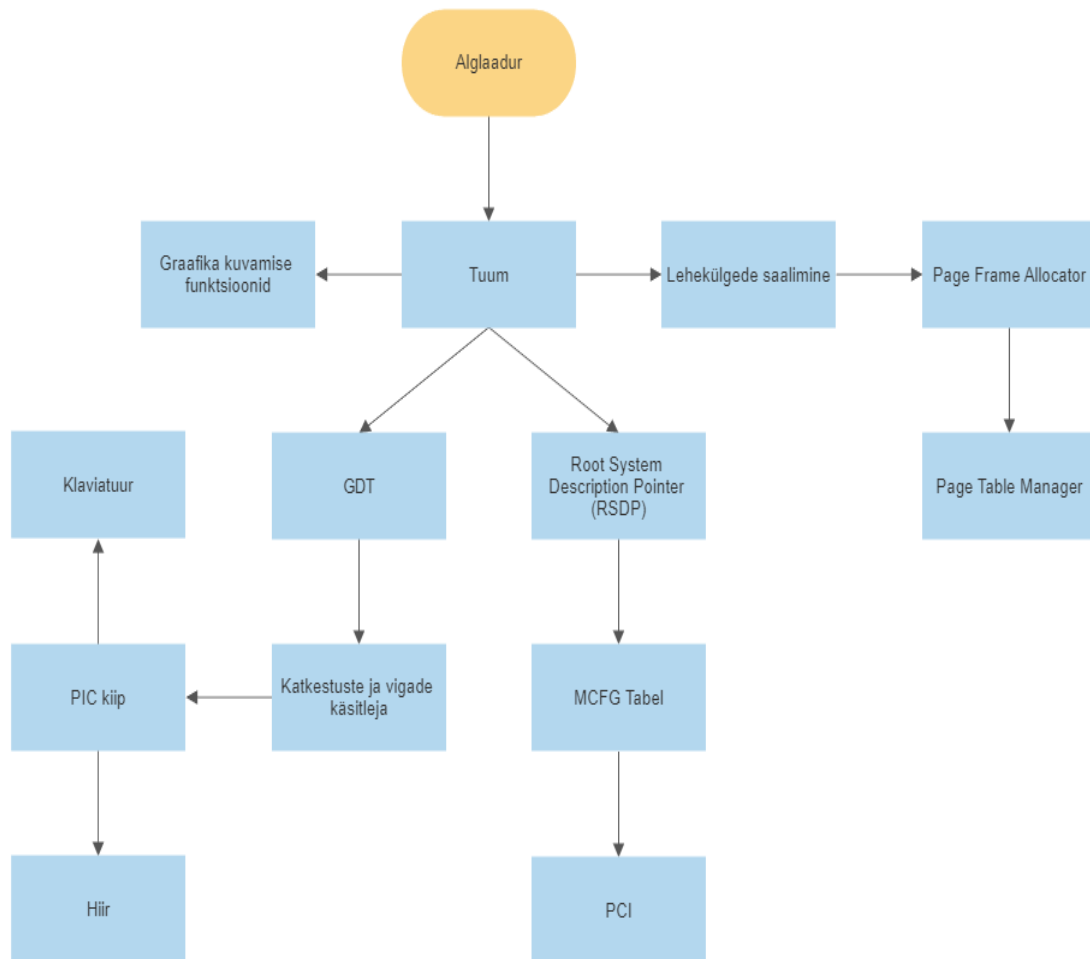 Alglaadur
Graafika kuvamise
funktsioonid
Tuum
Lehekülgede saalimine
Page Frame Allocator
Klaviatuur
GDT
Root System
Description Pointer
(RSDP)
Page Table Manager
PIC kiip
Katkestuste ja vigade
käsitleja
MCFG Tabel
Hiir
PCI